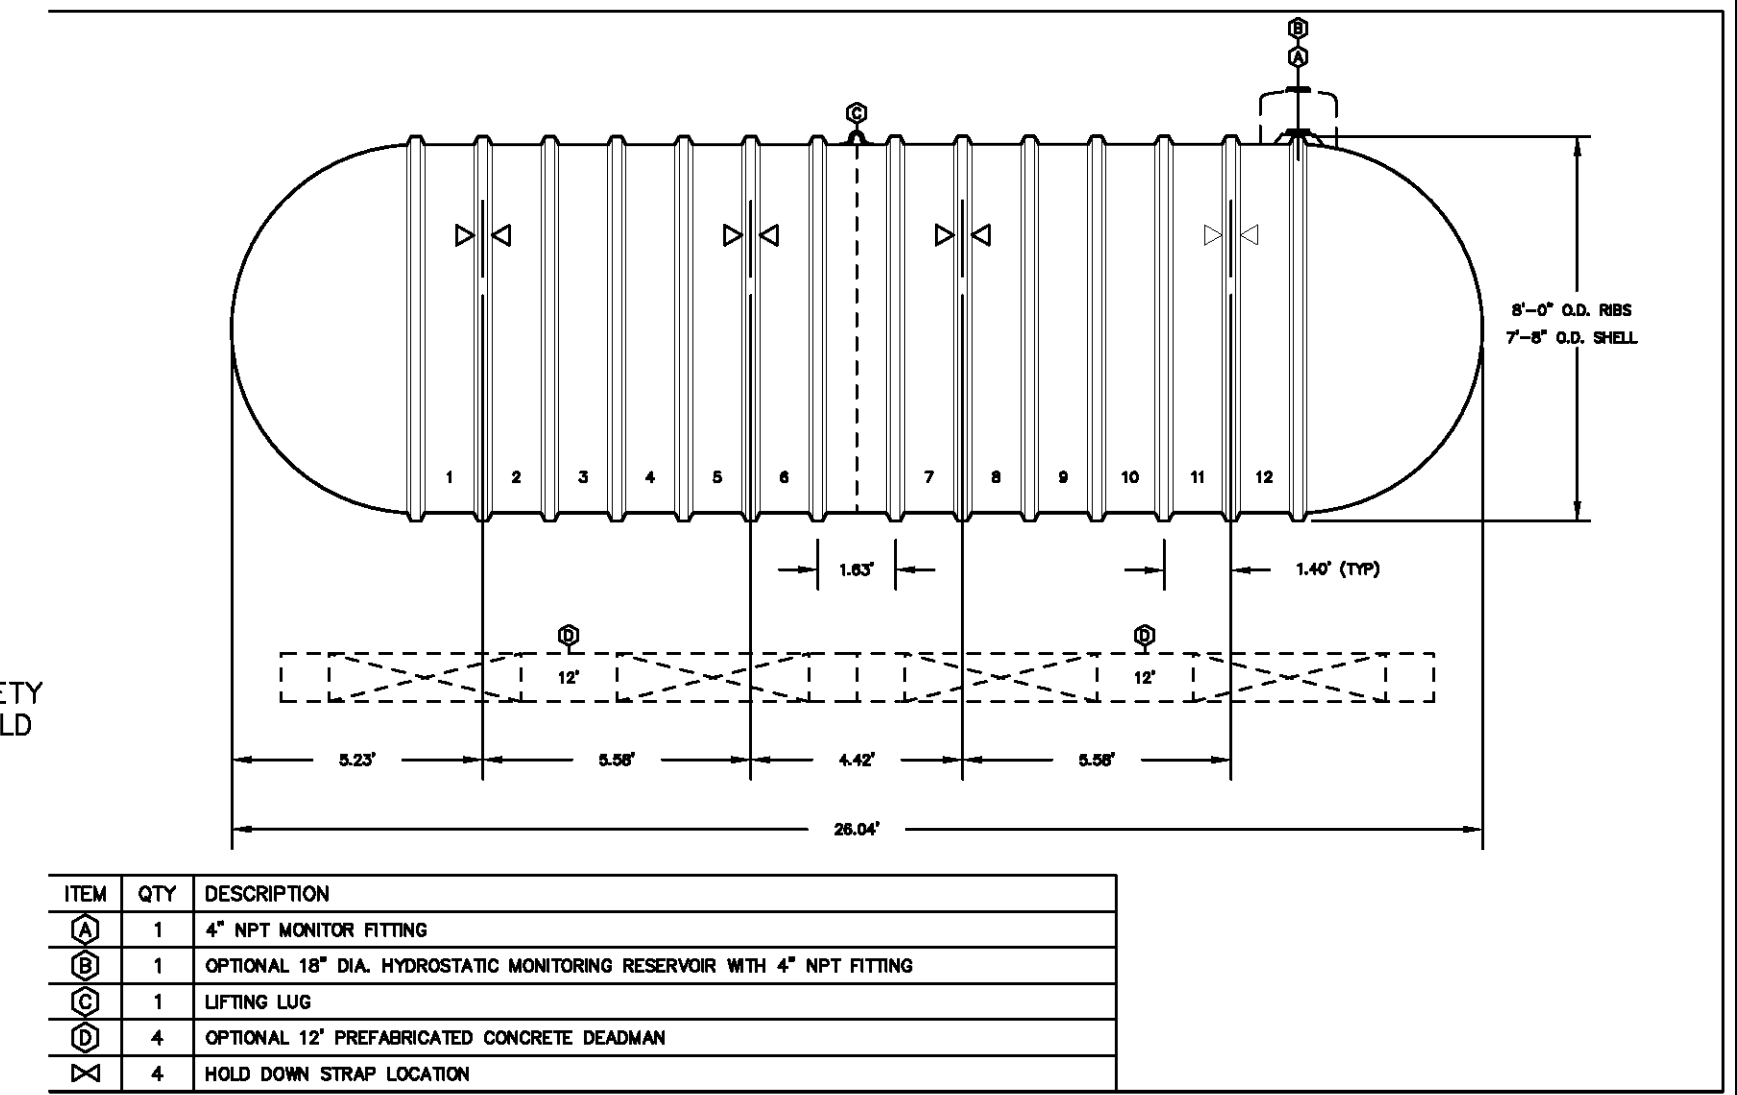 B
A
C
8'-0" O.D. RIBS
7'-8" O.D. SHELL
1 2 3 4 5 6 7 8 9 10 11 12
1.63' 1.40' (TYP)
D D
12' 12'
ETY
LD
5.23' 5.58' 4.42' 5.58'
26.04'
ITEM QTY DESCRIPTION
A 1 4" NPT MONITOR FITTING
B 1 OPTIONAL 18" DIA. HYDROSTATIC MONITORING RESERVOIR WITH 4" NPT FITTING
C 1 LIFTING LUG
D 4 OPTIONAL 12' PREFABRICATED CONCRETE DEADMAN
4 HOLD DOWN STRAP LOCATION